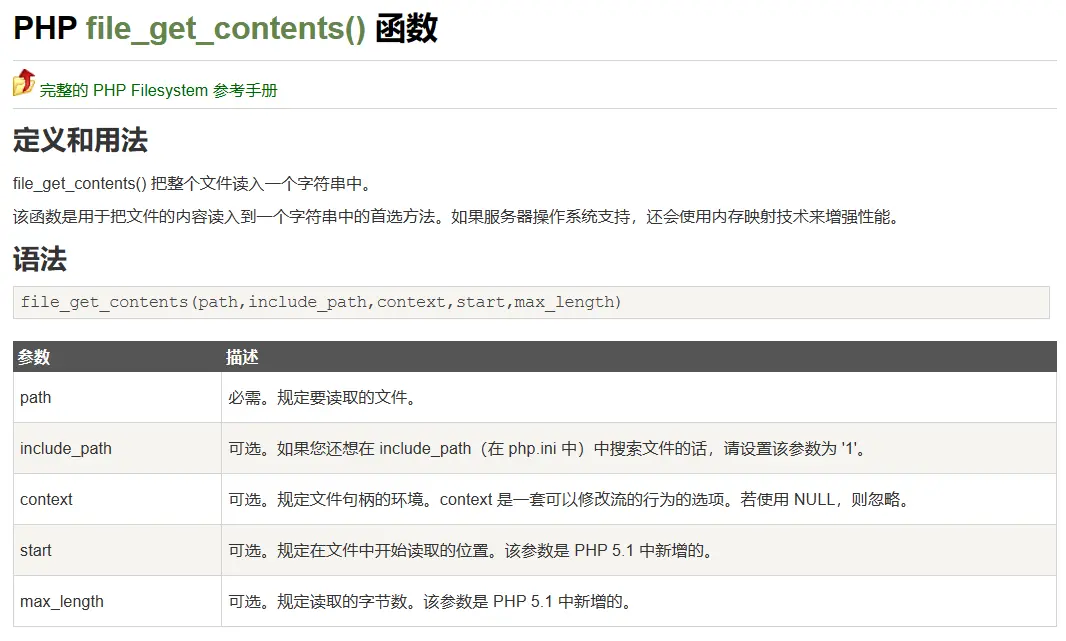 PHP file_get_contents() 函数
完整的 PHP Filesystem 参考手册
定义和用法
file_get_contents() 把整个文件读入一个字符串中。
该函数是用于把文件的内容读入到一个字符串中的首选方法。如果服务器操作系统支持，还会使用内存映射技术来增强性能。
语法
file_get_contents(path,include_path,context,start,max_length)
参数 描述
path 必需。规定要读取的文件。
include_path 可选。如果您还想在 include_path（在 php.ini 中）中搜索文件的话，请设置该参数为 '1'。
context 可选。规定文件句柄的环境。context 是一套可以修改流的行为的选项。若使用 NULL，则忽略。
start 可选。规定在文件中开始读取的位置。该参数是 PHP 5.1 中新增的。
max_length 可选。规定读取的字节数。该参数是 PHP 5.1 中新增的。